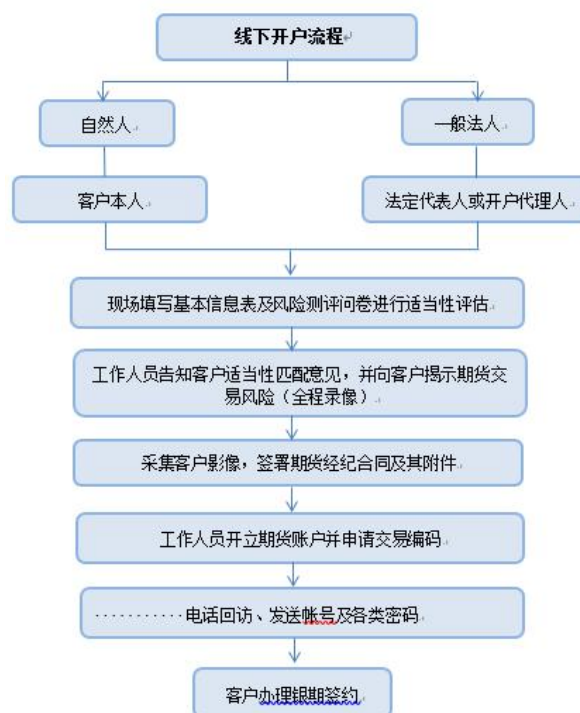 线下开户流程
自然人
一般法人
客户本人
法定代表人或开户代理人
现场填写基本信息表及风险测评问卷进行适当性评估
工作人员告知客户适当性匹配意见，并向客户揭示期货交
易风险（全程录像）
采集客户影像，签署期货经纪合同及其附件
工作人员开立期货账户并申请交易编码
···········电话回访、发送帐号及各类密码
客户办理银期签约